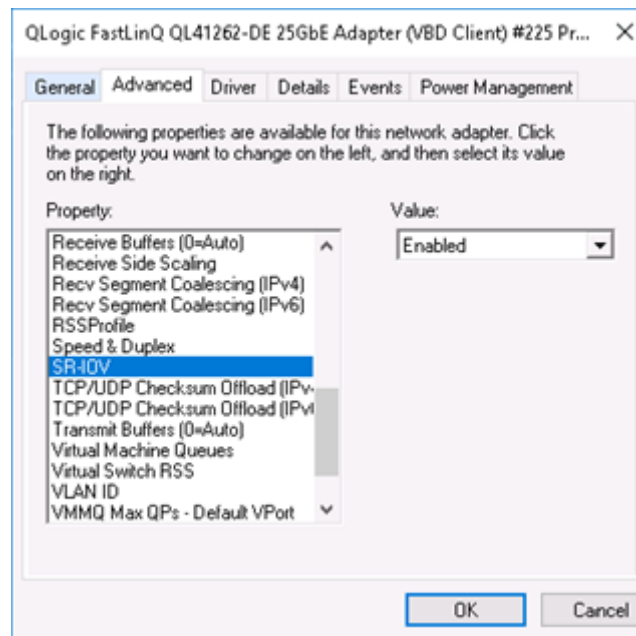 QLogic FastLinQ QL41262-DE 25GbE Adapter (VBD Client) #225 Pr...
General Advanced Driver Details Events Power Management
The following properties are available for this network adapter. Click
the property you want to change on the left, and then select its value
on the right.
Property: Value:
Receive Buffers (0=Auto) Enabled
Receive Side Scaling
Recv Segment Coalescing (IPv4)
Recv Segment Coalescing (IPv6)
RSSProfile
Speed & Duplex
SR-IOV
TCP/UDP Checksum Offload (IPv
TCP/UDP Checksum Offload (IPv
Transmit Buffers (0=Auto)
Virtual Machine Queues
Virtual Switch RSS
VLAN ID
VMMQ Max QPs - Default VPort
OK Cancel